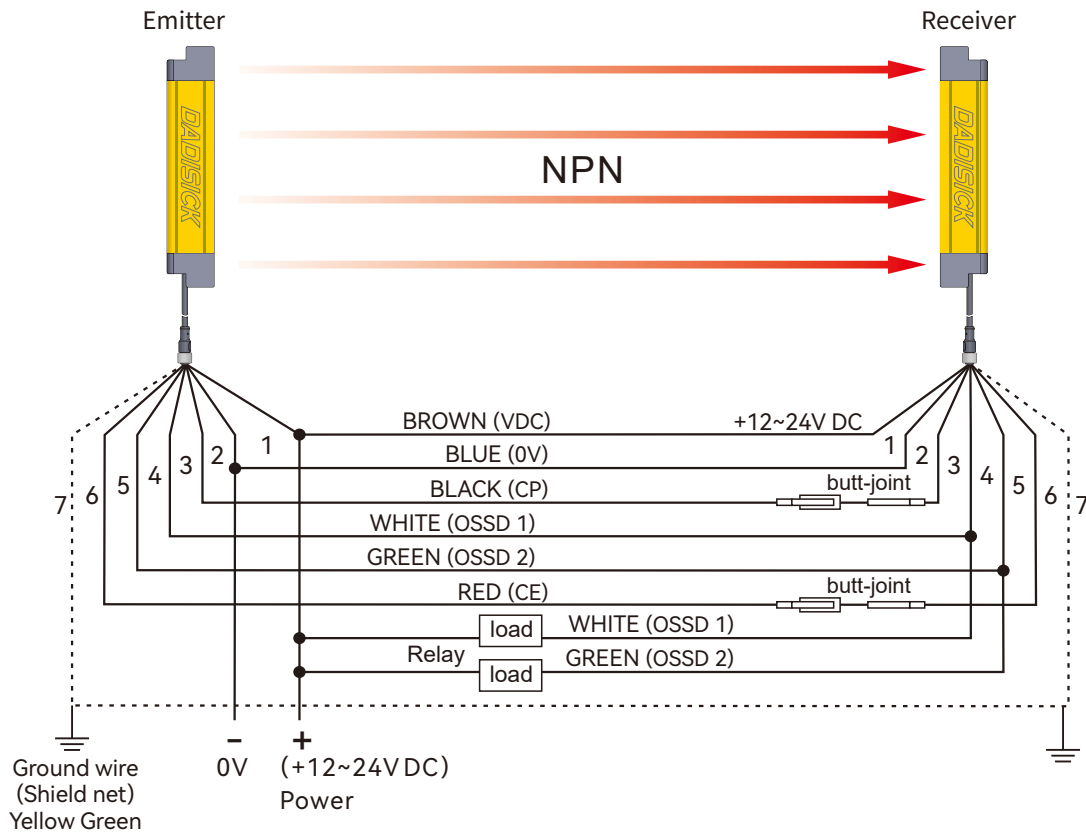 Emitter
Receiver
DADISICK
NPN
DADISICK
BROWN (VDC)
+12~24V DC
BLUE (0V)
BLACK (CP)
butt-joint
WHITE (OSSD 1)
GREEN (OSSD 2)
RED (CE)
butt-joint
7 6 5 4 3 2 1
1 2 3 4 5 6 7
load
WHITE (OSSD 1)
Relay
load
GREEN (OSSD 2)
Ground wire
(Shield net)
Yellow Green
-
0V
+
(+12~24V DC)
Power